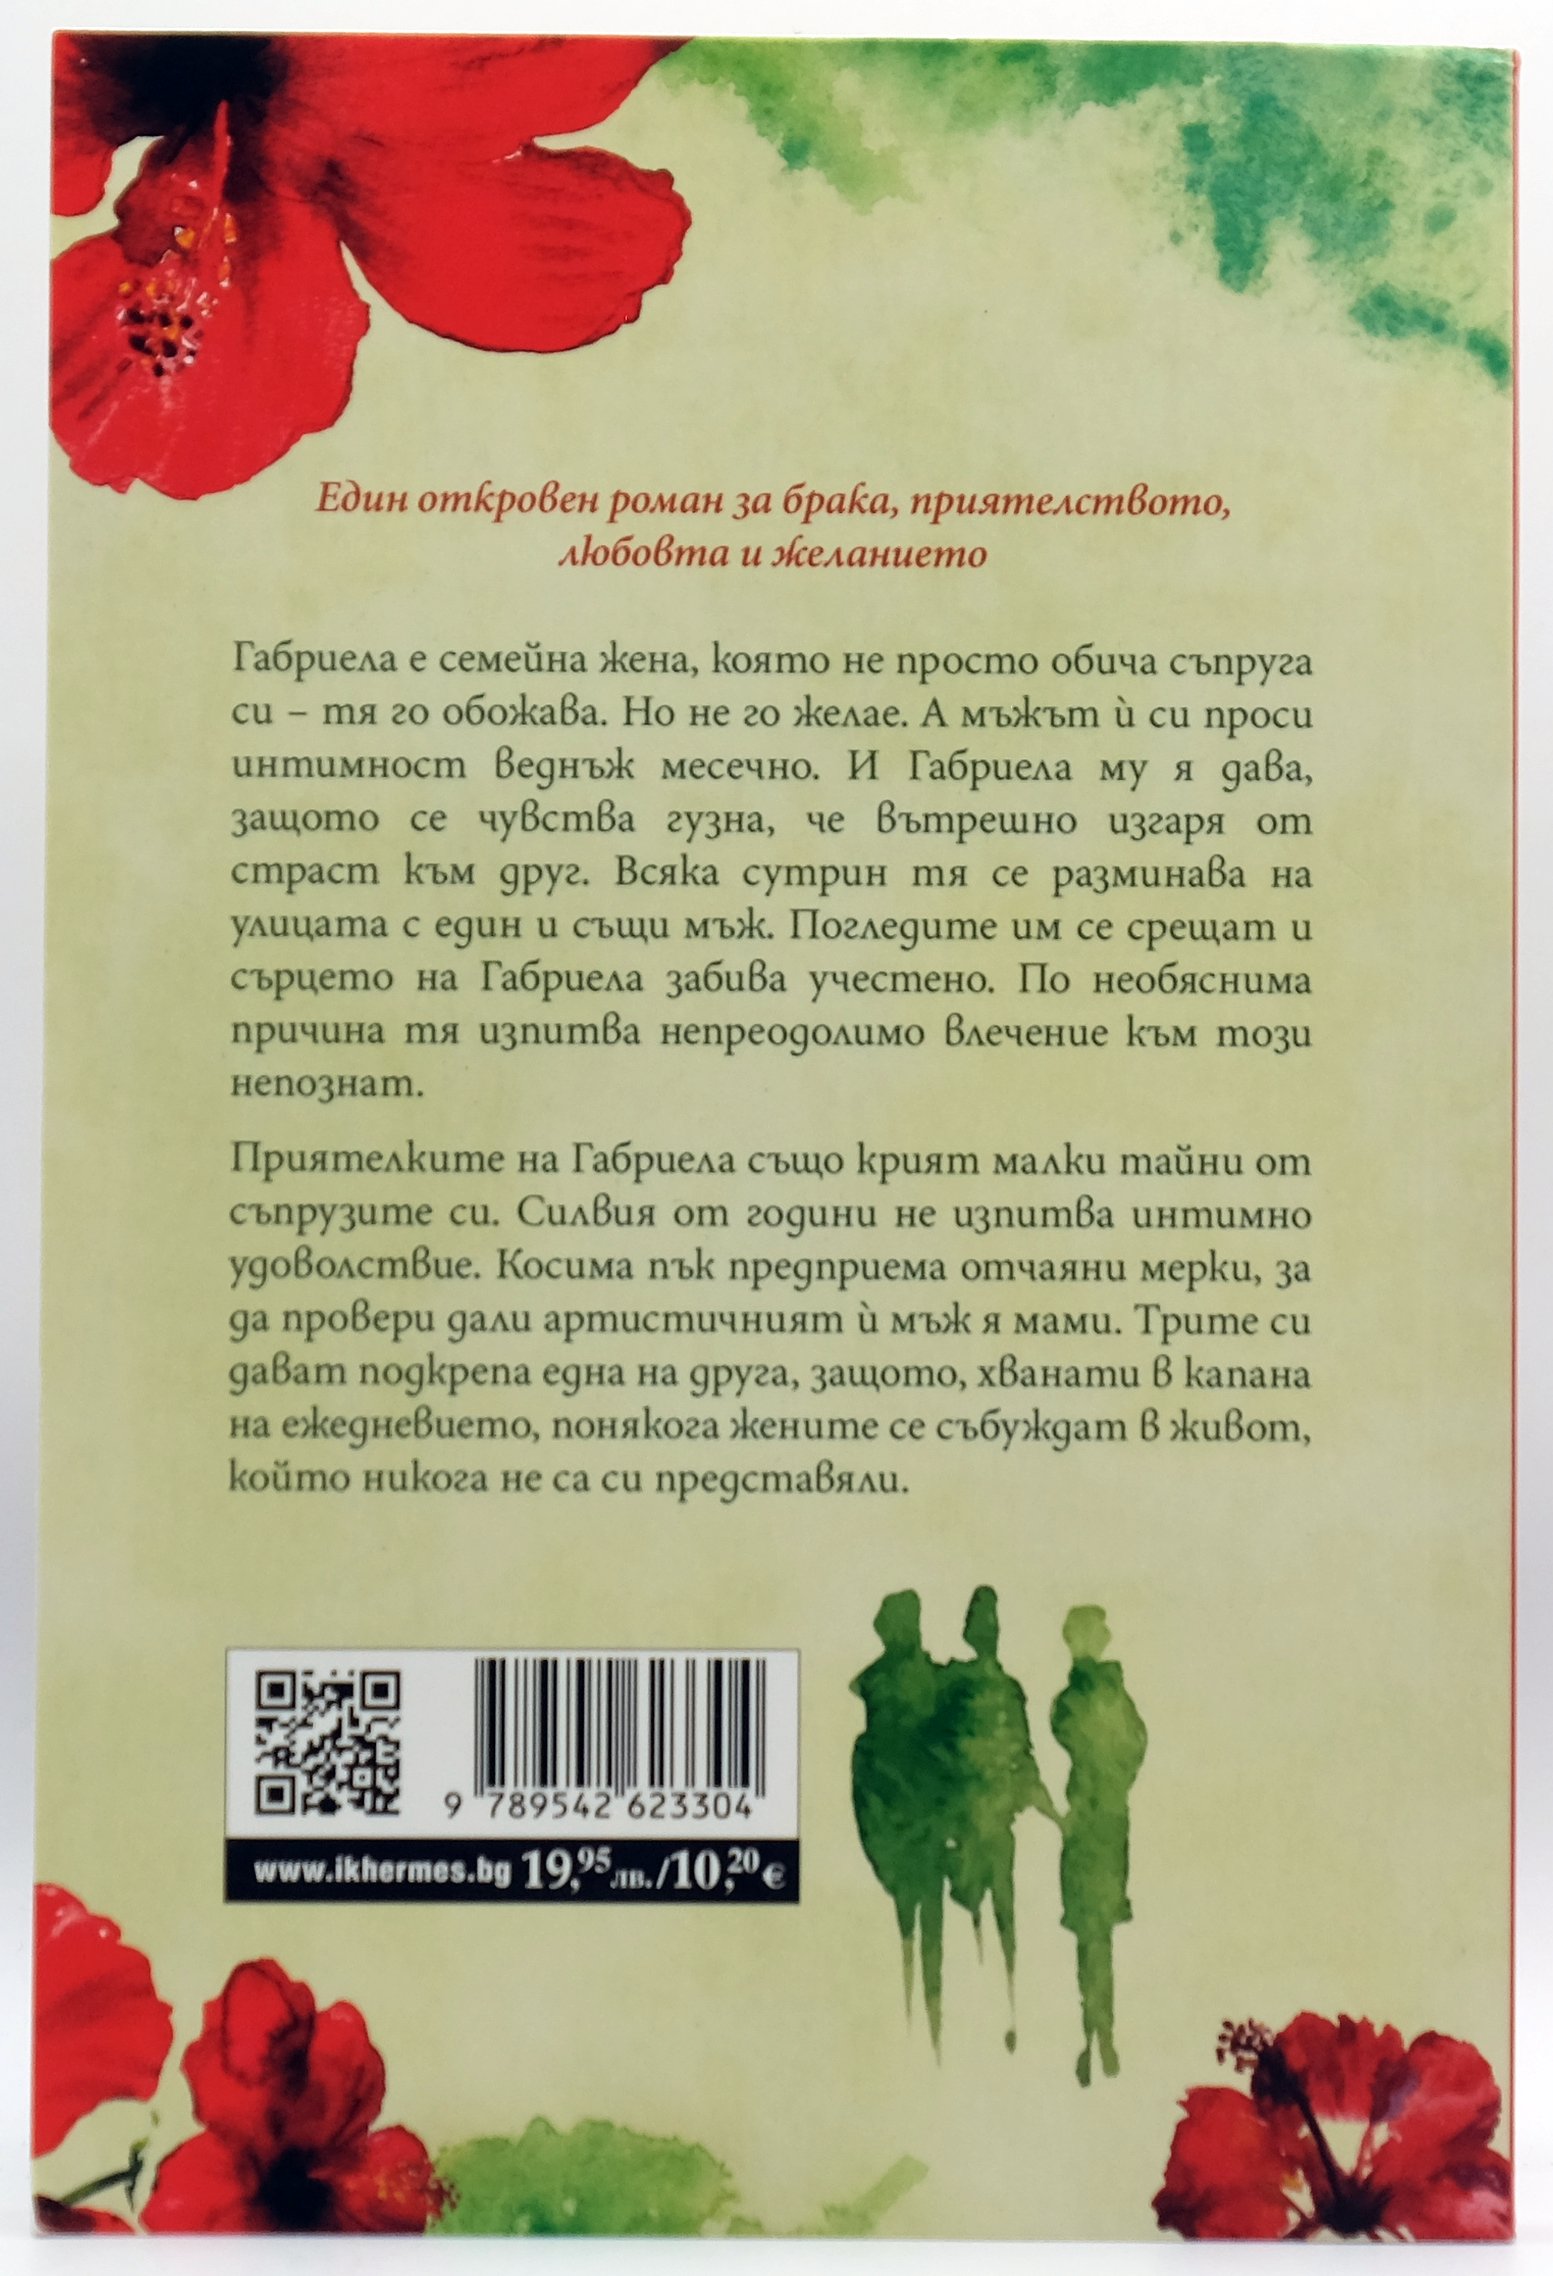 Един откровен роман за брака, приятелството,
любовта и желанието
Габриела е семейна жена, която не просто обича съпруга
си – тя го обожава. Но не го желае. А мъжът ѝ си проси
интимност веднъж месечно. И Габриела му я дава,
защото се чувства гузна, че вътрешно изгаря от
страст към друг. Всяка сутрин тя се разминава на
улицата с един и същи мъж. Погледите им се срещат и
сърцето на Габриела забива учестено. По необяснима
причина тя изпитва непреодолимо влечение към този
непознат.
Приятелките на Габриела също крият малки тайни от
съпрузите си. Силвия от години не изпитва интимно
удоволствие. Косима пък предприема отчаяни мерки, за
да провери дали артистичният ѝ мъж я мами. Трите си
дават подкрепа една на друга, защото, хванати в капана
на ежедневието, понякога жените се събуждат в живот,
който никога не са си представяли.
9 789542 623304
www.ikhermes.bg 19,95 лв./10,20 €